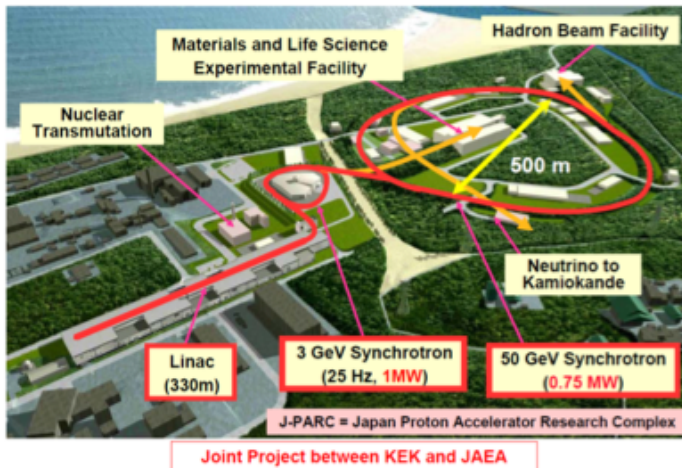 Hadron Beam Facility
Materials and Life Science
Experimental Facility
Nuclear
Transmutation
500 m
Neutrino to
Kamiokande
Linac
(330m)
3 GeV Synchrotron
(25 Hz, 1MW)
50 GeV Synchrotron
(0.75 MW)
J-PARC = Japan Proton Accelerator Research Complex
Joint Project between KEK and JAEA